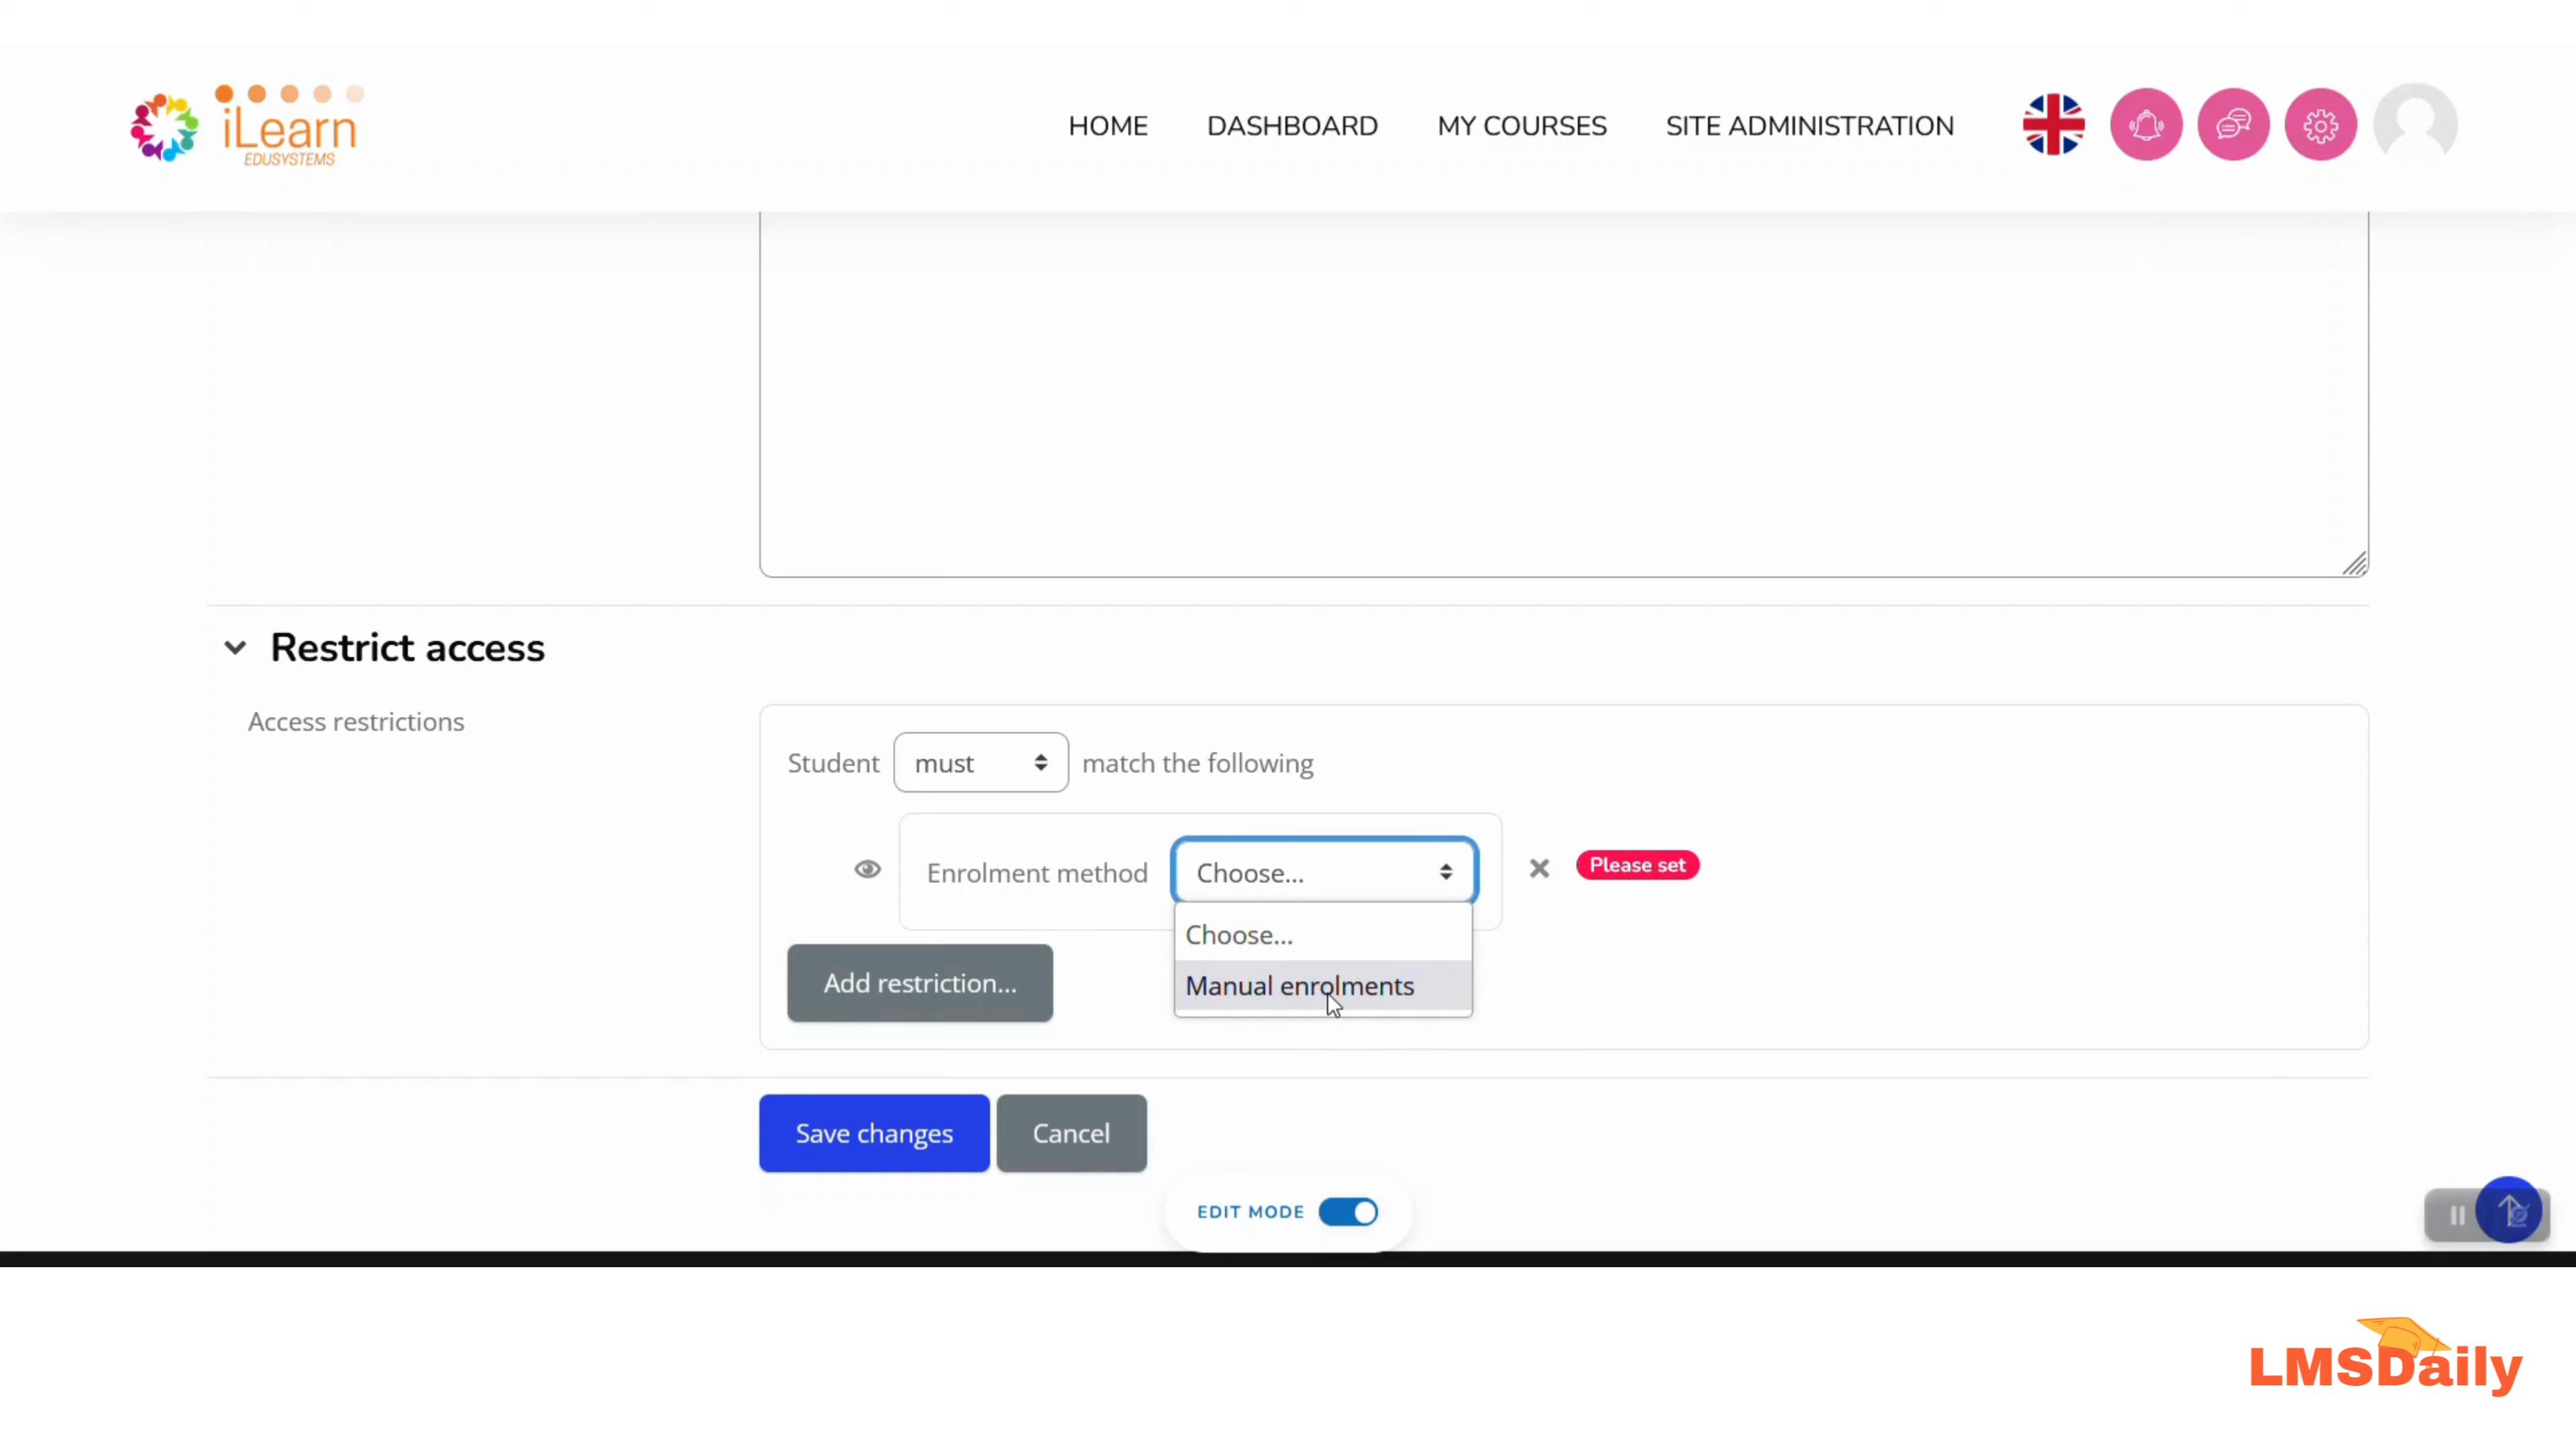 iLearn
EDUSYSTEMS
HOME DASHBOARD MY COURSES SITE ADMINISTRATION
Restrict access
Access restrictions
Student must match the following
Enrolment method Choose... Please set
Choose...
Manual enrolments
Add restriction...
Save changes Cancel
EDIT MODE
LMSDaily